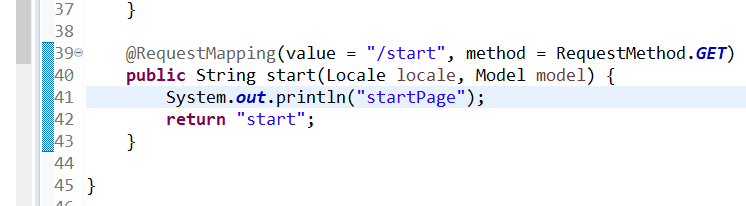 37 }
38
39 @RequestMapping(value = "/start", method = RequestMethod.GET)
40 public String start(Locale locale, Model model) {
41 System.out.println("startPage");
42 return "start";
43 }
44
45 }